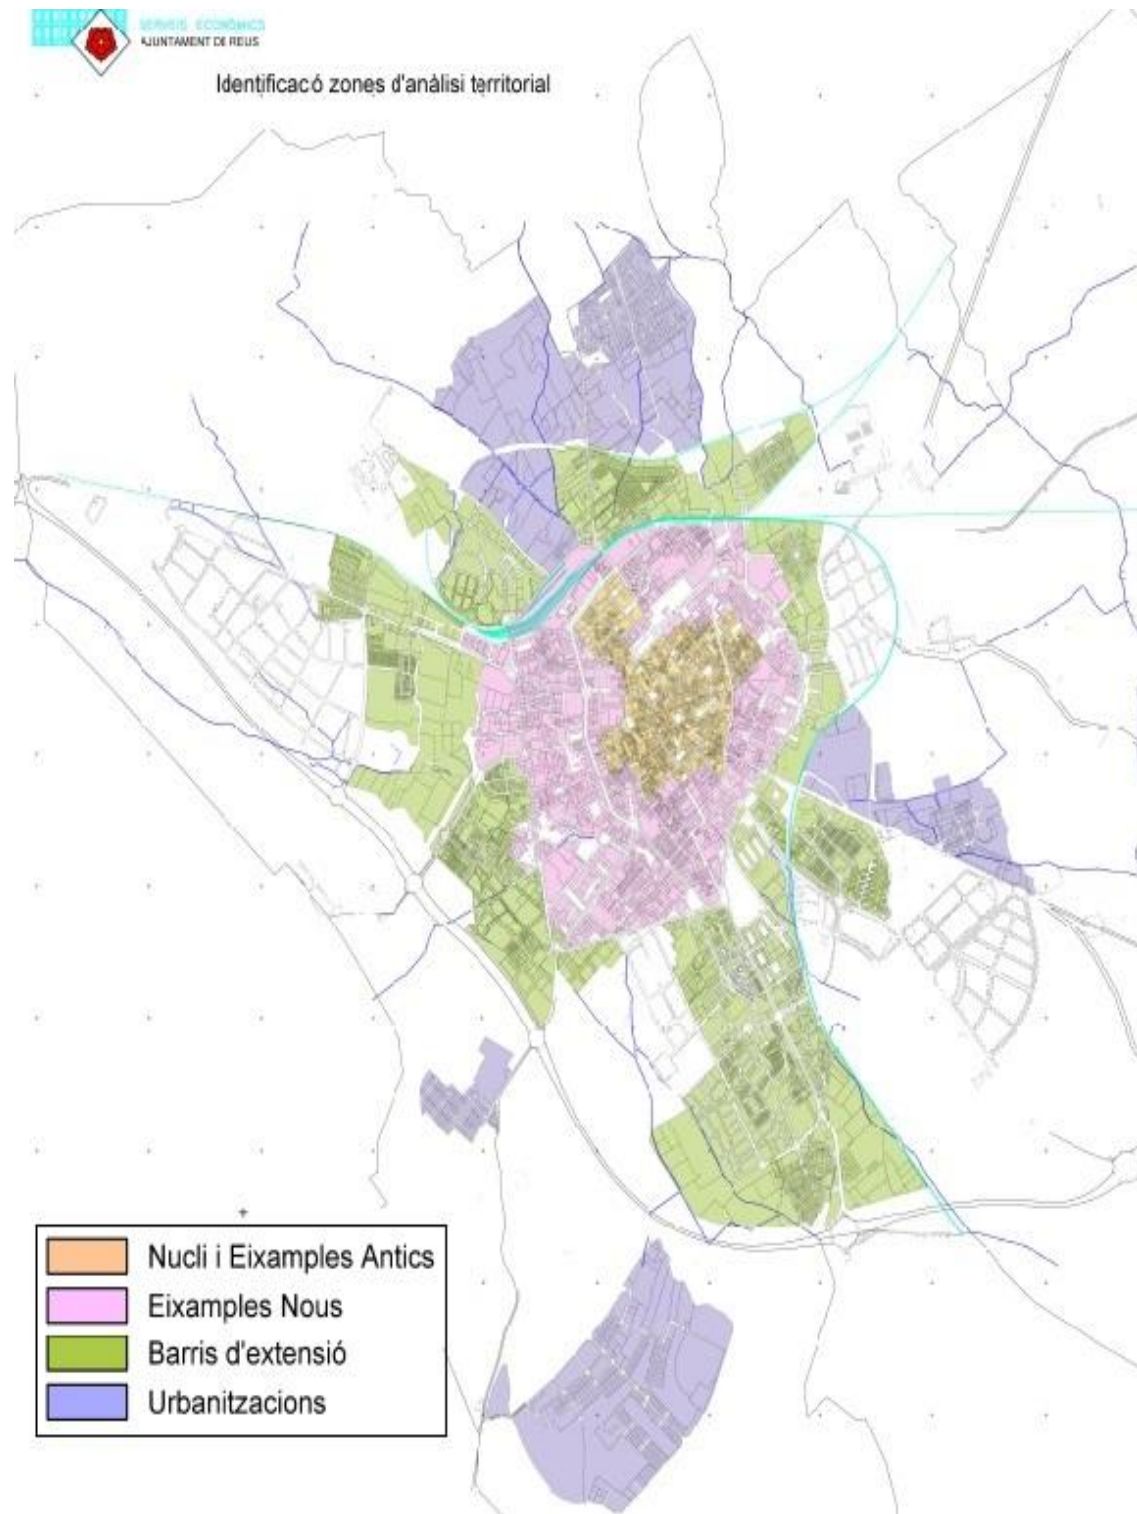 SERVEIS ECONÒMICS
AJUNTAMENT DE REUS
Identificacó zones d'anàlisi territorial
Nucli i Eixamples Antics
Eixamples Nous
Barris d'extensió
Urbanitzacions